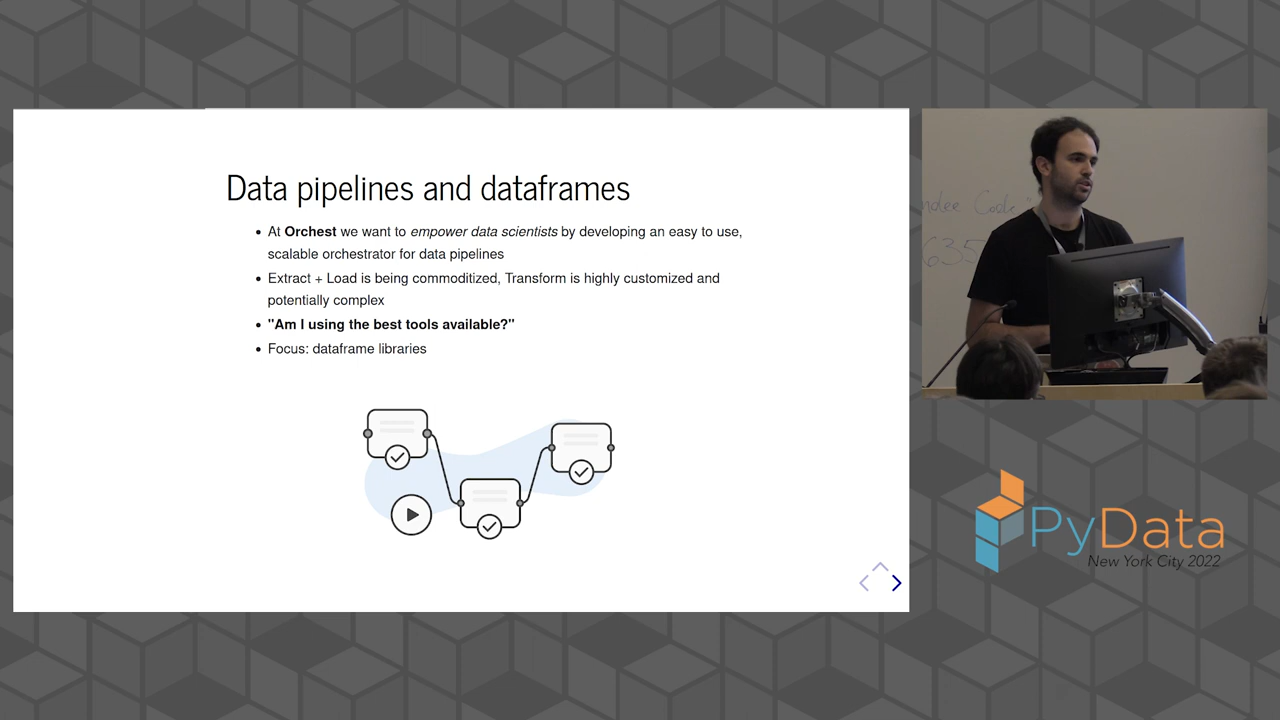 Data pipelines and dataframes
At Orchest we want to empower data scientists by developing an easy to use,
scalable orchestrator for data pipelines
Extract + Load is being commoditized, Transform is highly customized and
potentially complex
"Am I using the best tools available?"
Focus: dataframe libraries
Code
635
PyData
New York City 2022